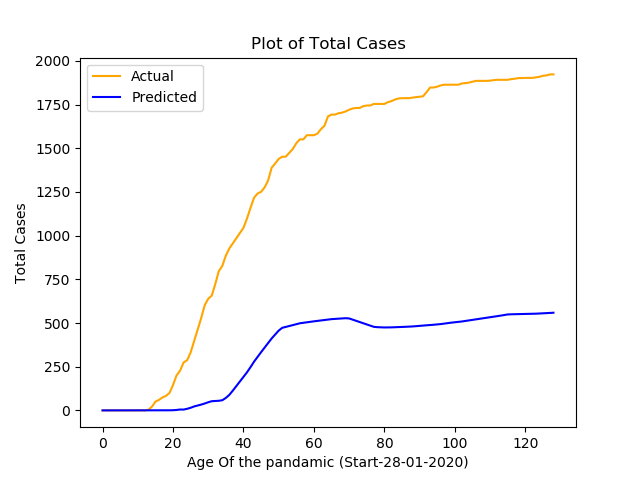 Plot of Total Cases
Actual
Predicted
2000
1750
1500
1250
1000
750
500
250
0
Total Cases
0 20 40 60 80 100 120
Age Of the pandamic (Start-28-01-2020)